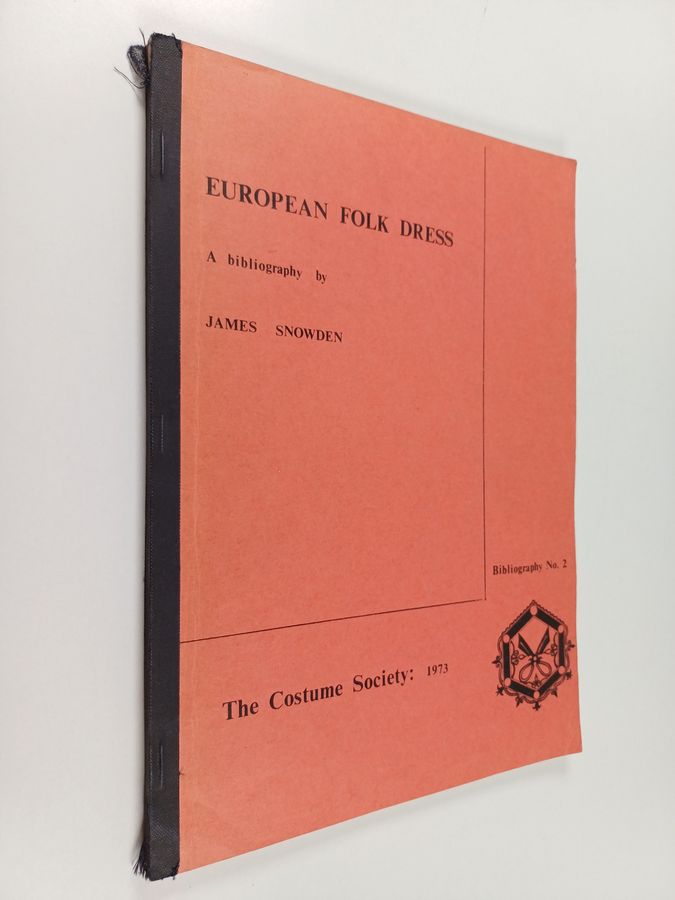 EUROPEAN FOLK DRESS
A bibliography by
JAMES SNOWDEN
Bibliography No. 2
The Costume Society: 1973